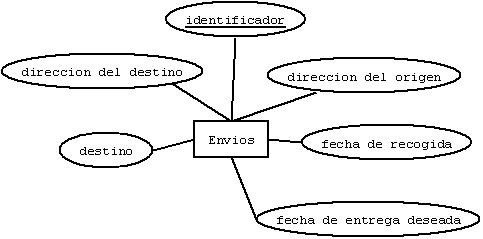 identificador
direccion del destino
direccion del origen
Envios
destino
fecha de recogida
fecha de entrega deseada